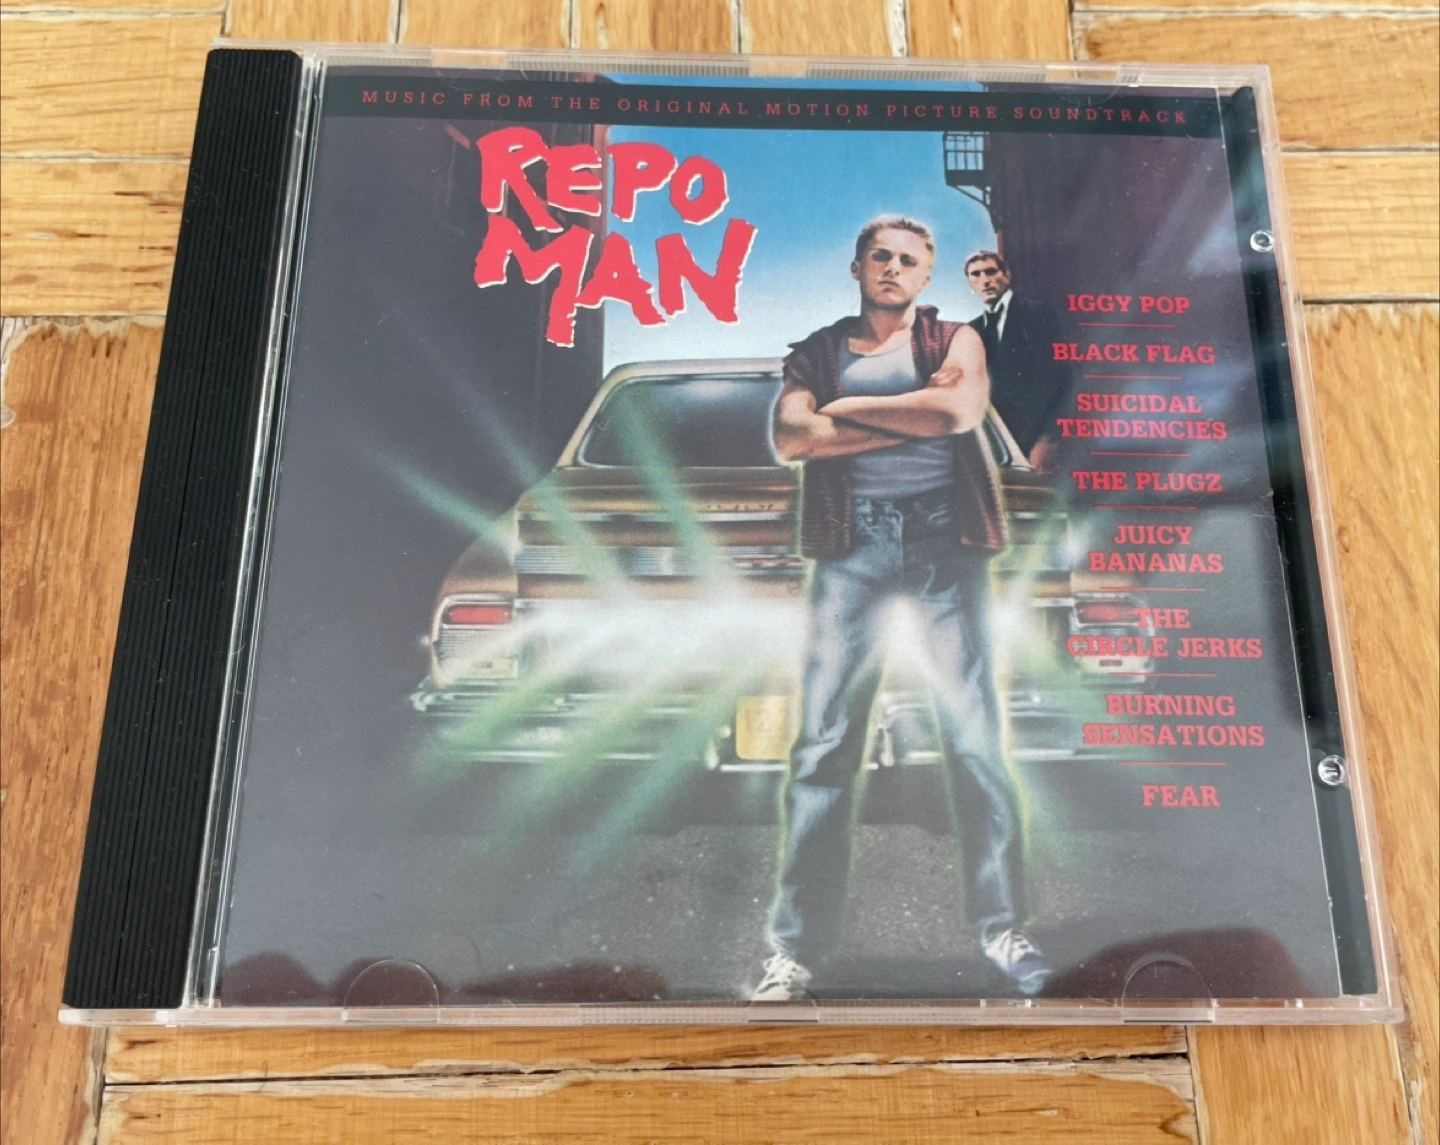 MUSIC FROM THE ORIGINAL MOTION PICTURE SOUNDTRACK
REPO
MAN
IGGY POP
BLACK FLAG
SUICIDAL
TENDENCIES
THE PLUGZ
JUICY
BANANAS
THE
CIRCLE JERKS
BURNING
SENSATIONS
FEAR